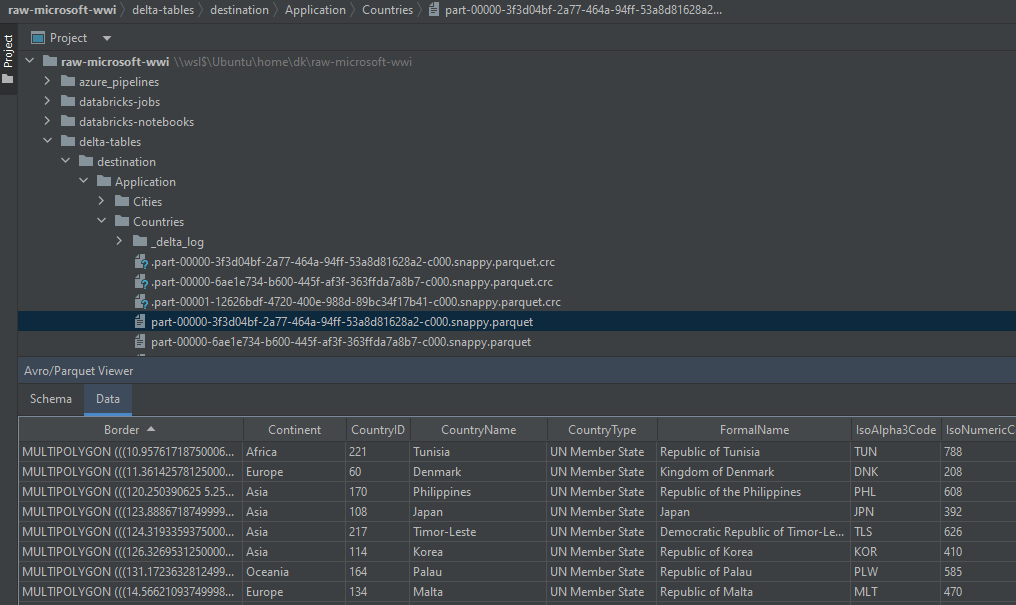 raw-microsoft-wwi delta-tables destination Application Countries part-00000-3f3d04bf-2a77-464a-94ff-53a8d81628a2...
Project
Project
raw-microsoft-wwi \\wsl$\Ubuntu\home\dk\raw-microsoft-wwi
azure_pipelines
databricks-jobs
databricks-notebooks
delta-tables
destination
Application
Cities
Countries
_delta_log
.part-00000-3f3d04bf-2a77-464a-94ff-53a8d81628a2-c000.snappy.parquet.crc
.part-00000-6ae1e734-b600-445f-af3f-363ffda7a8b7-c000.snappy.parquet.crc
.part-00001-12626bdf-4720-400e-988d-89bc34f17b41-c000.snappy.parquet.crc
part-00000-3f3d04bf-2a77-464a-94ff-53a8d81628a2-c000.snappy.parquet
part-00000-6ae1e734-b600-445f-af3f-363ffda7a8b7-c000.snappy.parquet
Avro/Parquet Viewer
Schema Data
Border Continent CountryID CountryName CountryType FormalName IsoAlpha3Code IsoNumericC
MULTIPOLYGON (((10.95761718750006... Africa 221 Tunisia UN Member State Republic of Tunisia TUN 788
MULTIPOLYGON (((11.36142578125000... Europe 60 Denmark UN Member State Kingdom of Denmark DNK 208
MULTIPOLYGON (((120.250390625 5.25... Asia 170 Philippines UN Member State Republic of the Philippines PHL 608
MULTIPOLYGON (((123.8886718749999... Asia 108 Japan UN Member State Japan JPN 392
MULTIPOLYGON (((124.4319335937500​0... Asia 217 Timor-Leste UN Member State Democratic Republic of Timor-Le... TLS 626
MULTIPOLYGON (((126.3269531250000... Asia 114 Korea UN Member State Republic of Korea KOR 410
MULTIPOLYGON (((131.1723632812499... Oceania 164 Palau UN Member State Republic of Palau PLW 585
MULTIPOLYGON (((14.56621093749998... Europe 134 Malta UN Member State Republic of Malta MLT 470